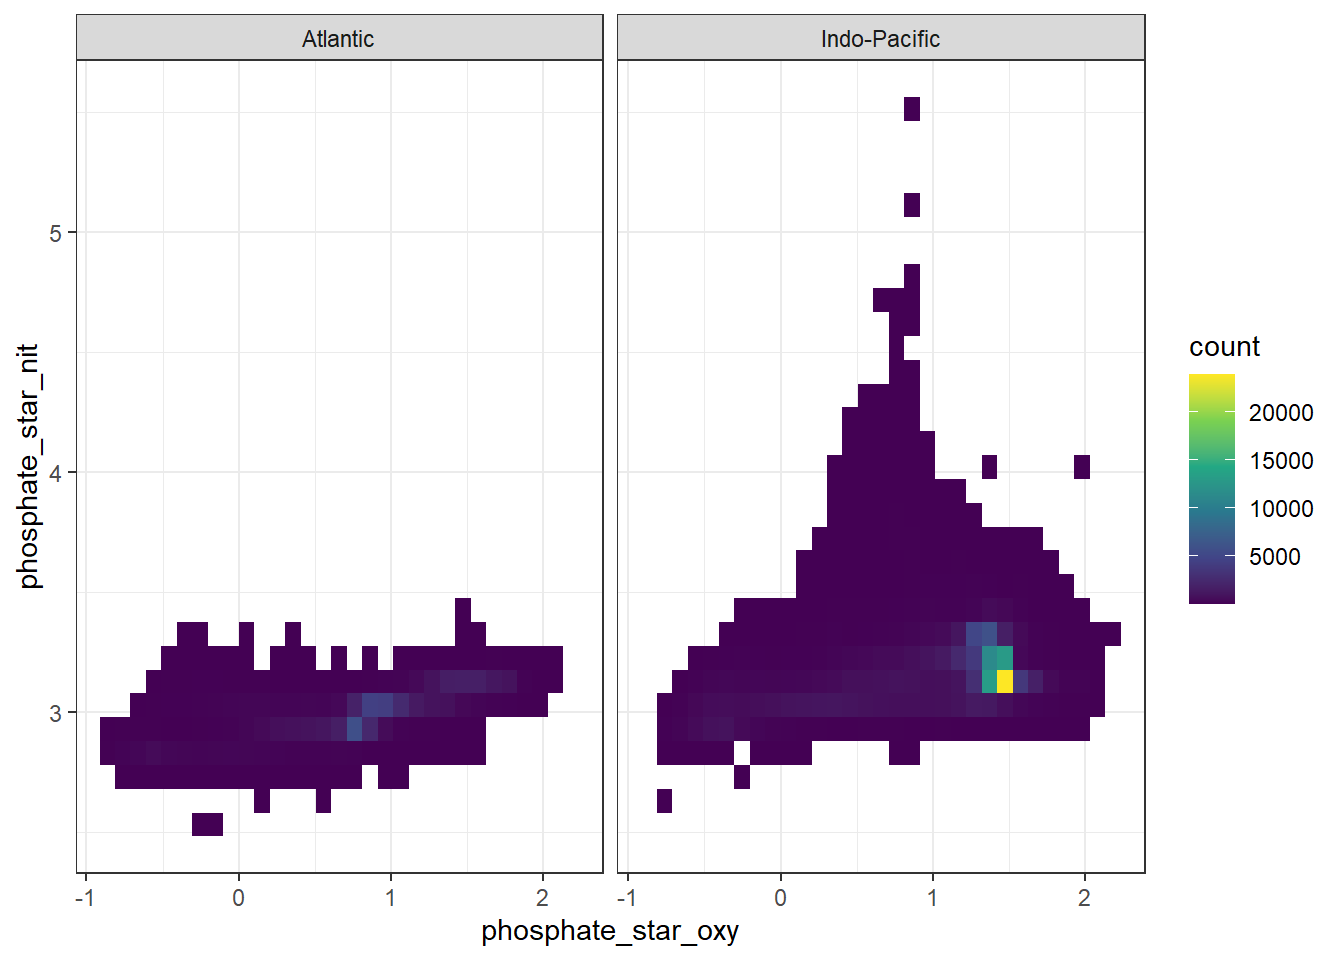 Atlantic
Indo-Pacific
phosphate_star_nit
5
4
3
-1 0 1 2
-1 0 1 2
phosphate_star_oxy
count
20000
15000
10000
5000